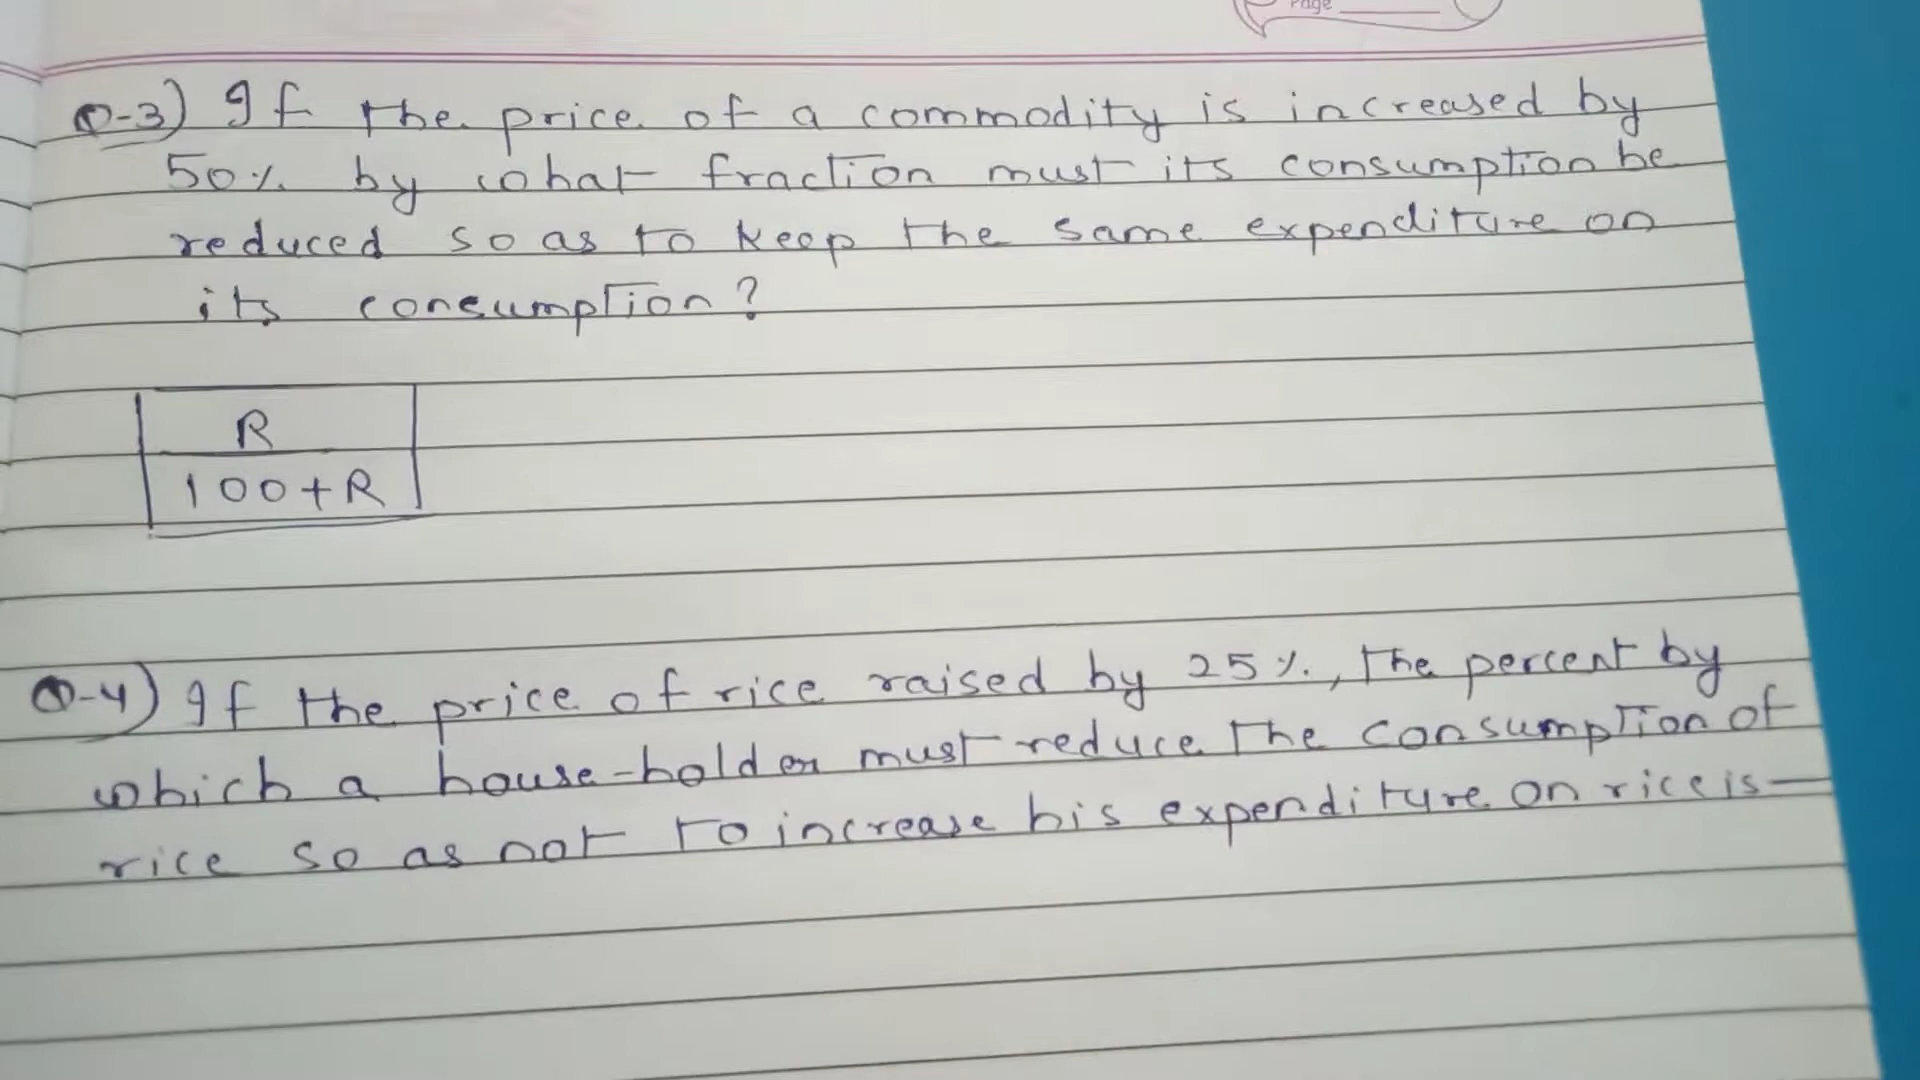 Page
Q-3) If the price of a commodity is increased by
50% by what fraction must its consumption be
reduced so as to keep the same expenditure on
its consumption?
R
100+R
Q-4) If the price of rice raised by 25%, the percent by
which a house-holder must reduce the consumption of
rice so as not to increase his expenditure on rice is-